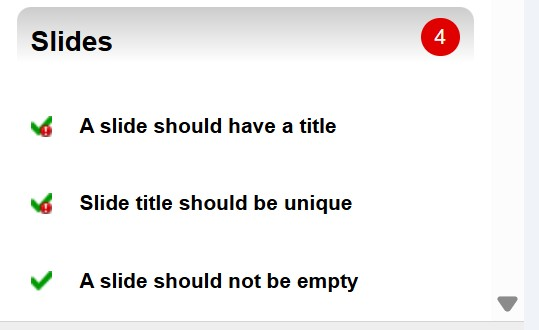 Slides
4
A slide should have a title
Slide title should be unique
A slide should not be empty